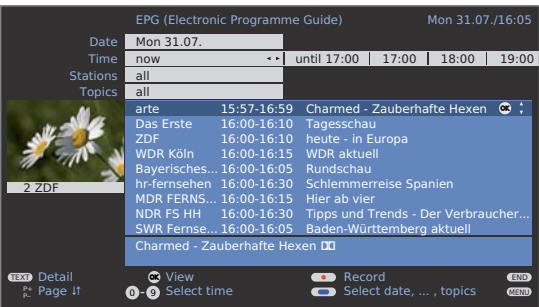 EPG (Electronic Programme Guide) Mon 31.07./16:05
Date Mon 31.07.
Time now until 17:00 17:00 18:00 19:00
Stations all
Topics all
arte 15:57-16:59 Charmed - Zauberhafte Hexen OK
Das Erste 16:00-16:10 Tagesschau
ZDF 16:00-16:10 heute - in Europa
WDR Köln 16:00-16:15 WDR aktuell
Bayerisches... 16:00-16:05 Rundschau
hr-fernsehen 16:00-16:30 Schlemmerreise Spanien
MDR FERNS... 16:00-16:15 Hier ab vier
NDR FS HH 16:00-16:30 Tipps und Trends - Der Verbraucher...
SWR Fernse... 16:00-16:05 Baden-Württemberg aktuell
2 ZDF
Charmed - Zauberhafte Hexen
TEXT Detail OK View Record END
P+ P- Page 0-9 Select time Select date, ... , topics MENU